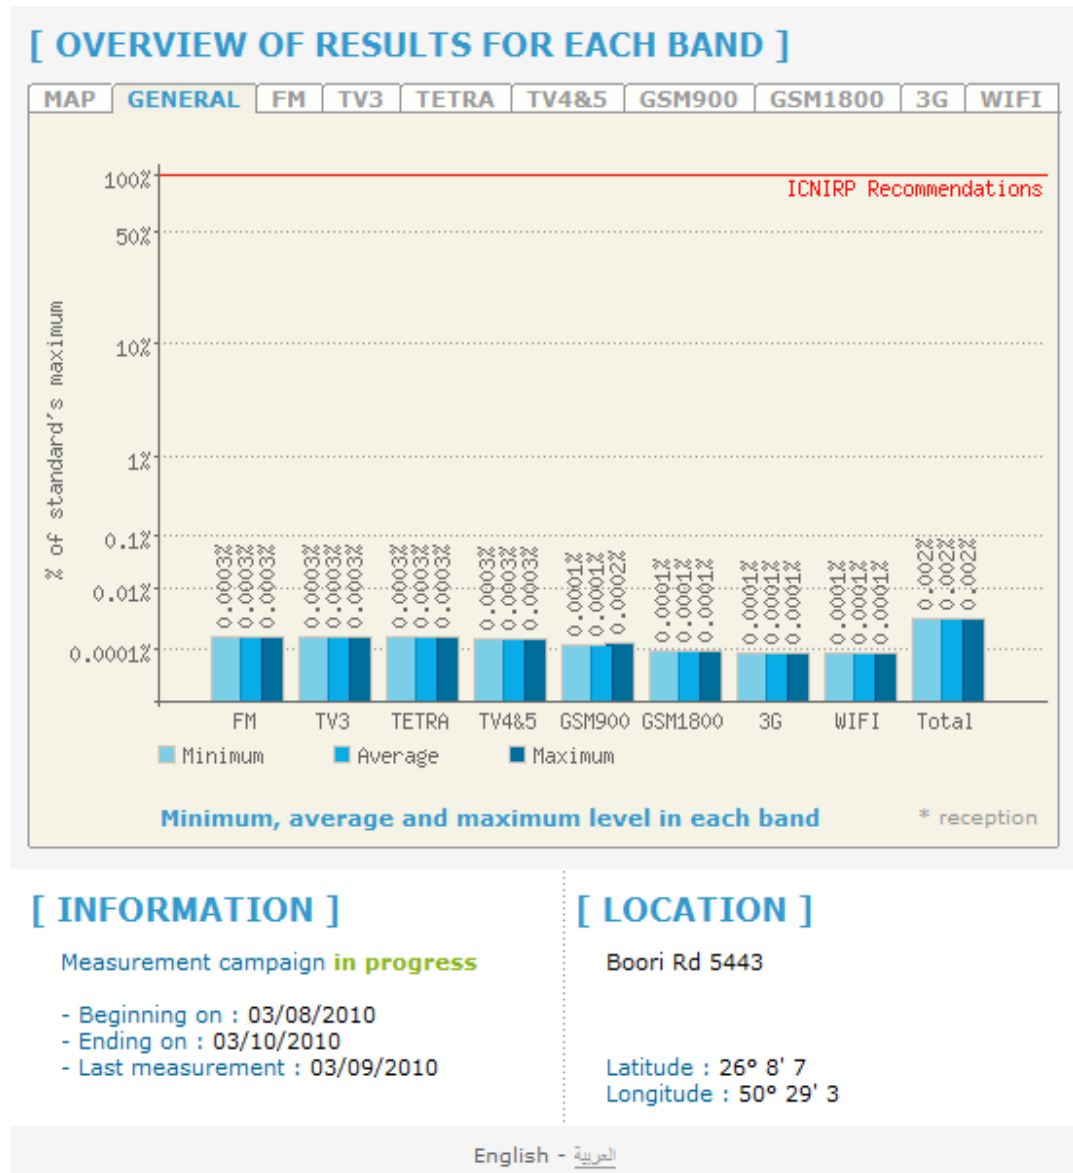 [ OVERVIEW OF RESULTS FOR EACH BAND ]
MAP GENERAL FM TV3 TETRA TV4&5 GSM900 GSM1800 3G WIFI
100%
ICNIRP Recommendations
50%
10%
1%
0.1%
0.01%
0.0001%
% of standard's maximum
0.0003% 0.0003% 0.0003%
0.0003% 0.0003% 0.0003%
0.0003% 0.0003% 0.0003%
0.0003% 0.0003% 0.0003%
0.0001% 0.0001% 0.0002%
0.0001% 0.0001% 0.0001%
0.0001% 0.0001% 0.0001%
0.0001% 0.0001% 0.0001%
0.002% 0.002% 0.002%
FM TV3 TETRA TV4&5 GSM900 GSM1800 3G WIFI Total
Minimum Average Maximum
Minimum, average and maximum level in each band * reception
[ INFORMATION ]
Measurement campaign in progress
- Beginning on : 03/08/2010
- Ending on : 03/10/2010
- Last measurement : 03/09/2010
[ LOCATION ]
Boori Rd 5443
Latitude : 26° 8' 7
Longitude : 50° 29' 3
English - العربية